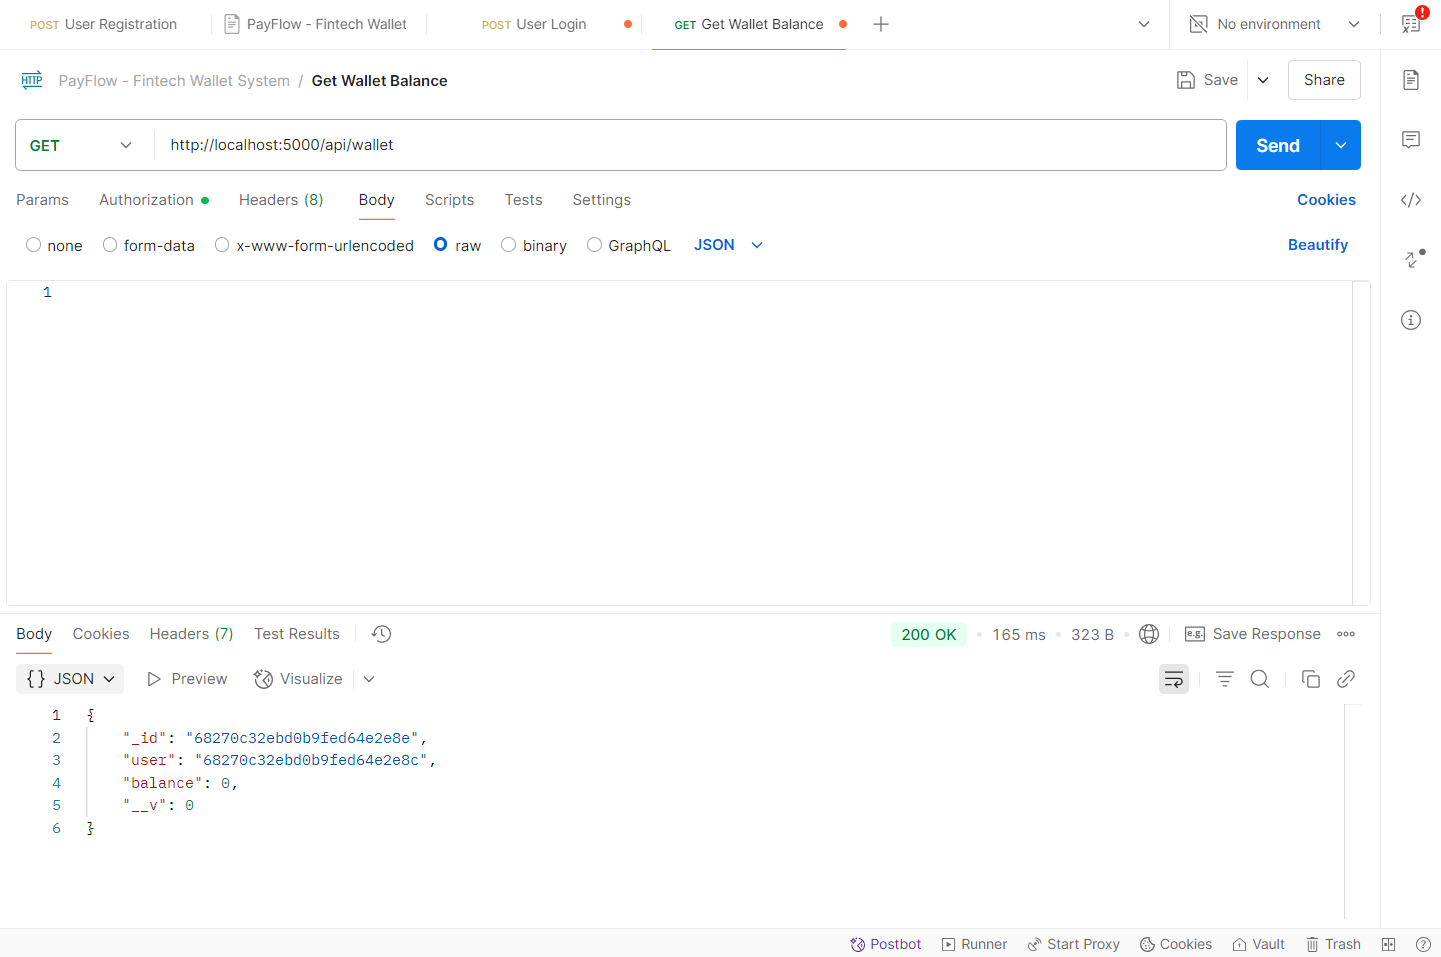 POST User Registration
PayFlow - Fintech Wallet
POST User Login
GET Get Wallet Balance
No environment
HTTP PayFlow - Fintech Wallet System / Get Wallet Balance
Save
Share
GET
http://localhost:5000/api/wallet
Send
Params Authorization Headers (8) Body Scripts Tests Settings
Cookies
none form-data x-www-form-urlencoded raw binary GraphQL JSON
Beautify
1
Body Cookies Headers (7) Test Results
200 OK • 165 ms • 323 B •
e.g. Save Response
{} JSON Preview Visualize
1 {
2 "_id": "68270c32ebd0b9fed64e2e8e",
3 "user": "68270c32ebd0b9fed64e2e8c",
4 "balance": 0,
5 "__v": 0
6 }
Postbot Runner Start Proxy Cookies Vault Trash